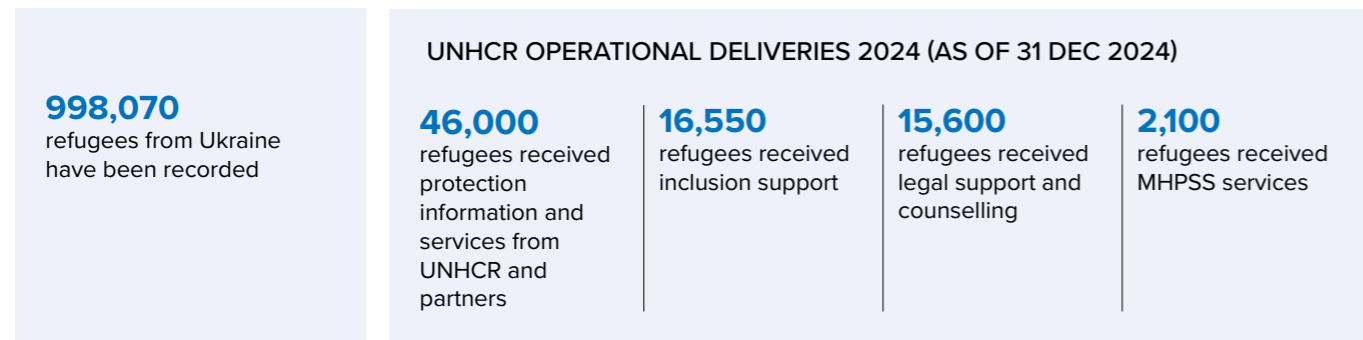 998,070
refugees from Ukraine
have been recorded
UNHCR OPERATIONAL DELIVERIES 2024 (AS OF 31 DEC 2024)
46,000
refugees received
protection
information and
services from
UNHCR and
partners
16,550
refugees received
inclusion support
15,600
refugees received
legal support and
counselling
2,100
refugees received
MHPSS services